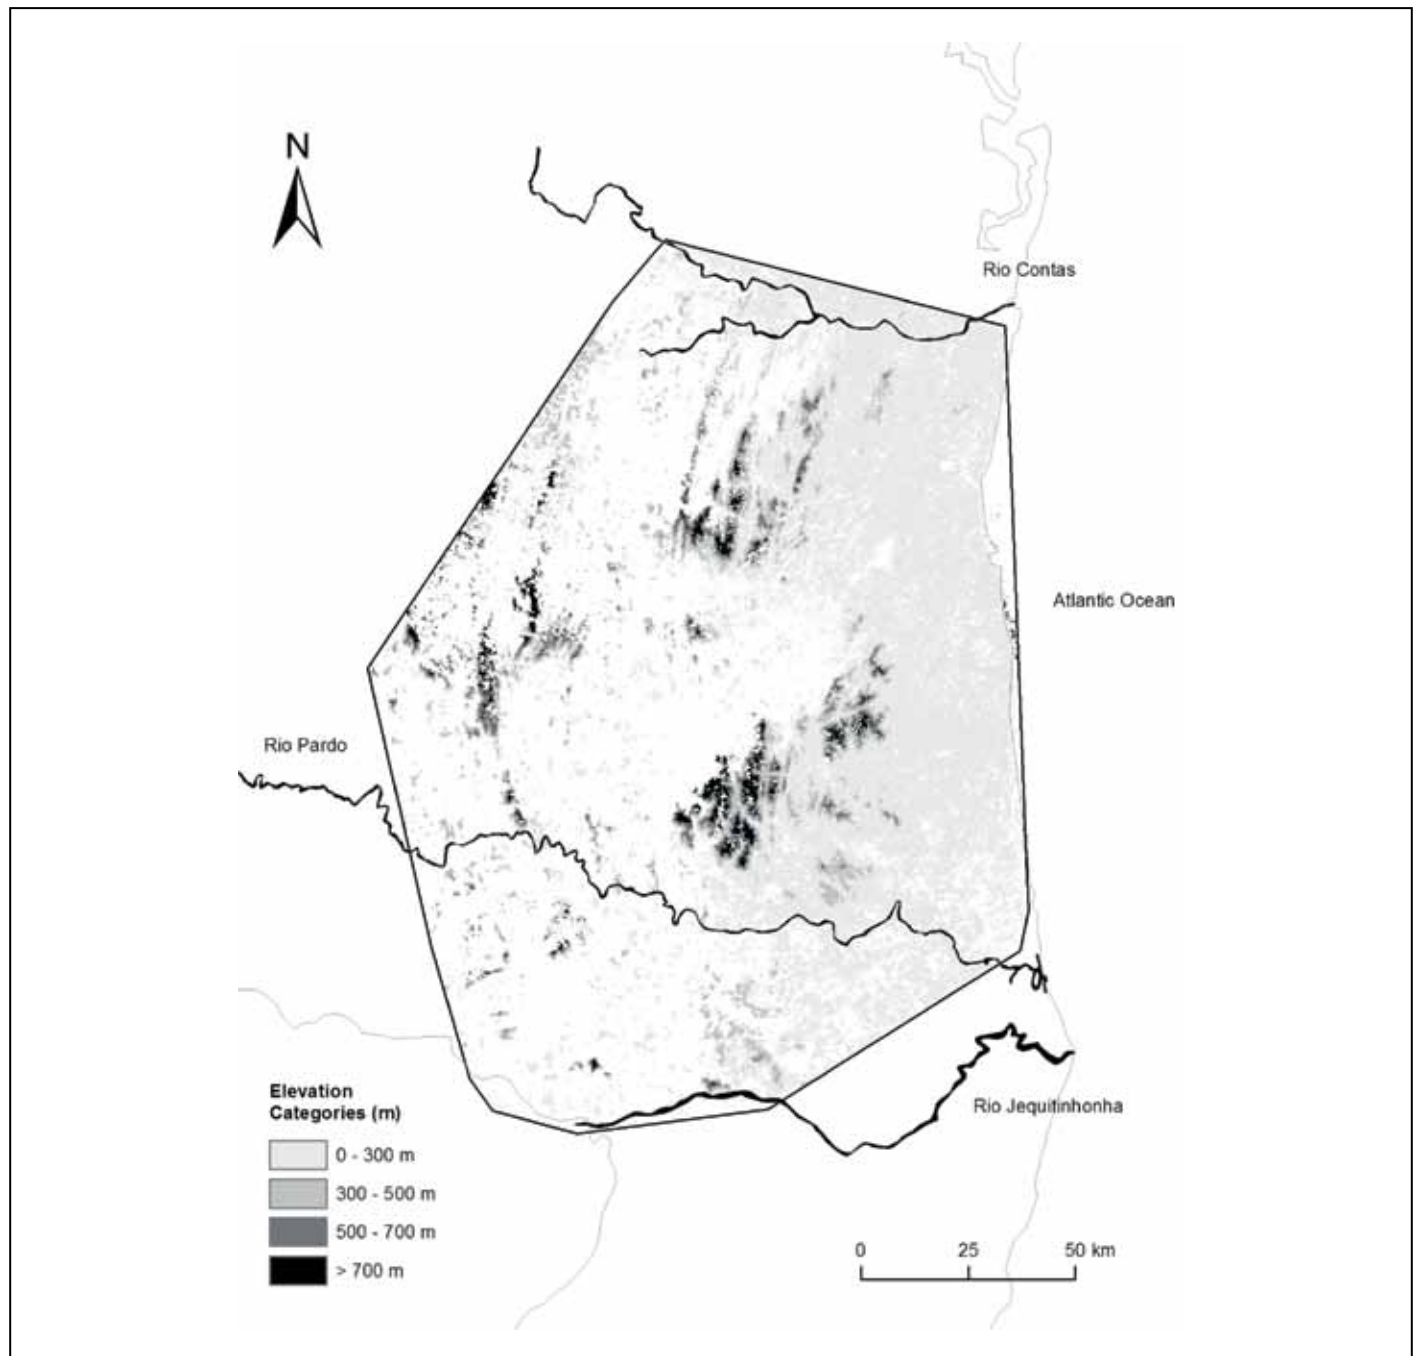 N
Rio Contas
Atlantic Ocean
Rio Pardo
Rio Jequitinhonha
Elevation
Categories (m)
0 - 300 m
300 - 500 m
500 - 700 m
> 700 m
0 25 50 km